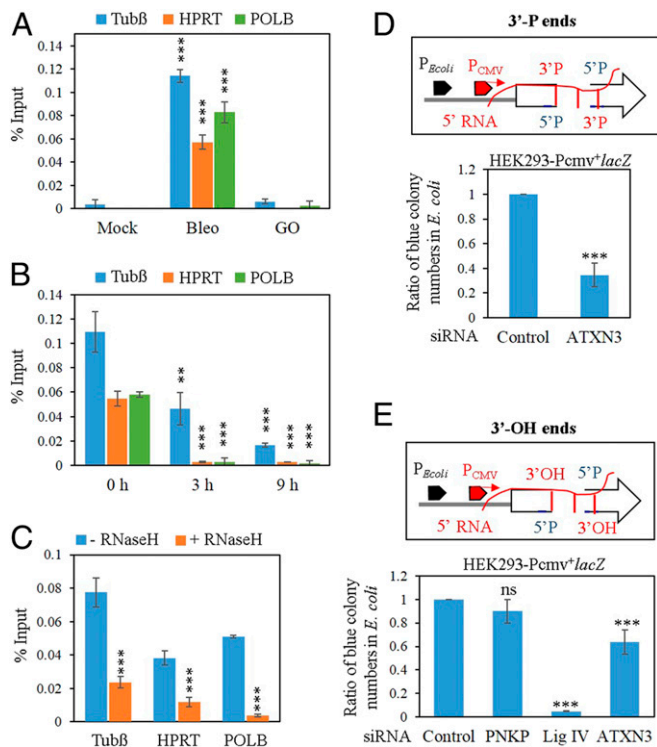 A
Tubß HPRT POLB
% Input
0.14
0.12
0.1
0.08
0.06
0.04
0.02
0
***
***
***
Mock Bleo GO
B
Tubß HPRT POLB
% Input
0.14
0.12
0.1
0.08
0.06
0.04
0.02
0
**
***
***
***
***
***
0 h 3 h 9 h
C
- RNaseH + RNaseH
% Input
0.1
0.08
0.06
0.04
0.02
0
***
***
***
Tubß HPRT POLB
D
3’-P ends
PEcoli PCMV 3’P 5’P
5’ RNA 5’P 3’P
HEK293-Pcmv+lacZ
Ratio of blue colony
numbers in E. coli
1.2
1
0.8
0.6
0.4
0.2
0
***
siRNA Control ATXN3
E
3’-OH ends
PEcoli PCMV 3’OH 5’P
5’ RNA 5’P 3’OH
HEK293-Pcmv+lacZ
Ratio of blue colony
numbers in E. coli
1.2
1
0.8
0.6
0.4
0.2
0
ns
***
***
siRNA Control PNKP Lig IV ATXN3